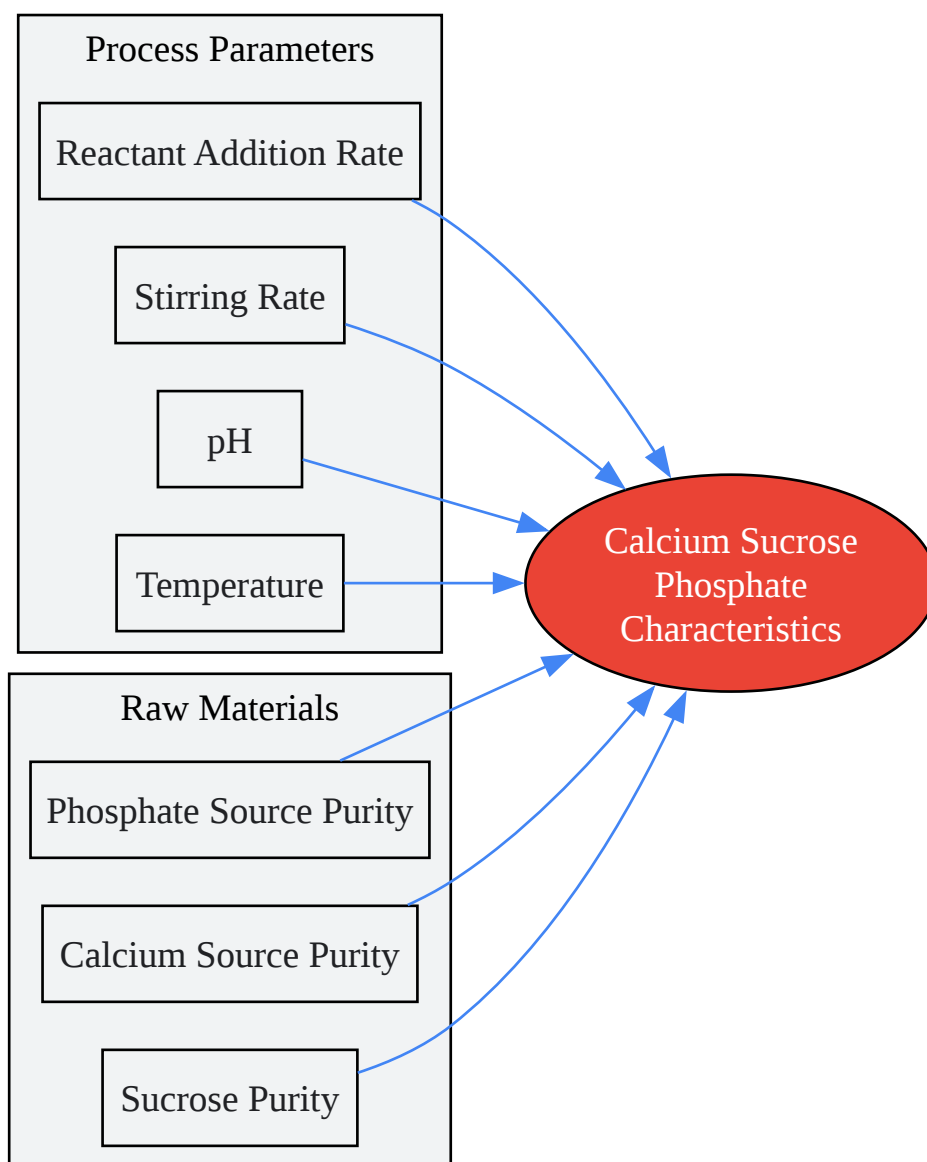 Process Parameters
Reactant Addition Rate
Stirring Rate
pH
Temperature
Calcium Sucrose
Phosphate
Characteristics
Raw Materials
Phosphate Source Purity
Calcium Source Purity
Sucrose Purity